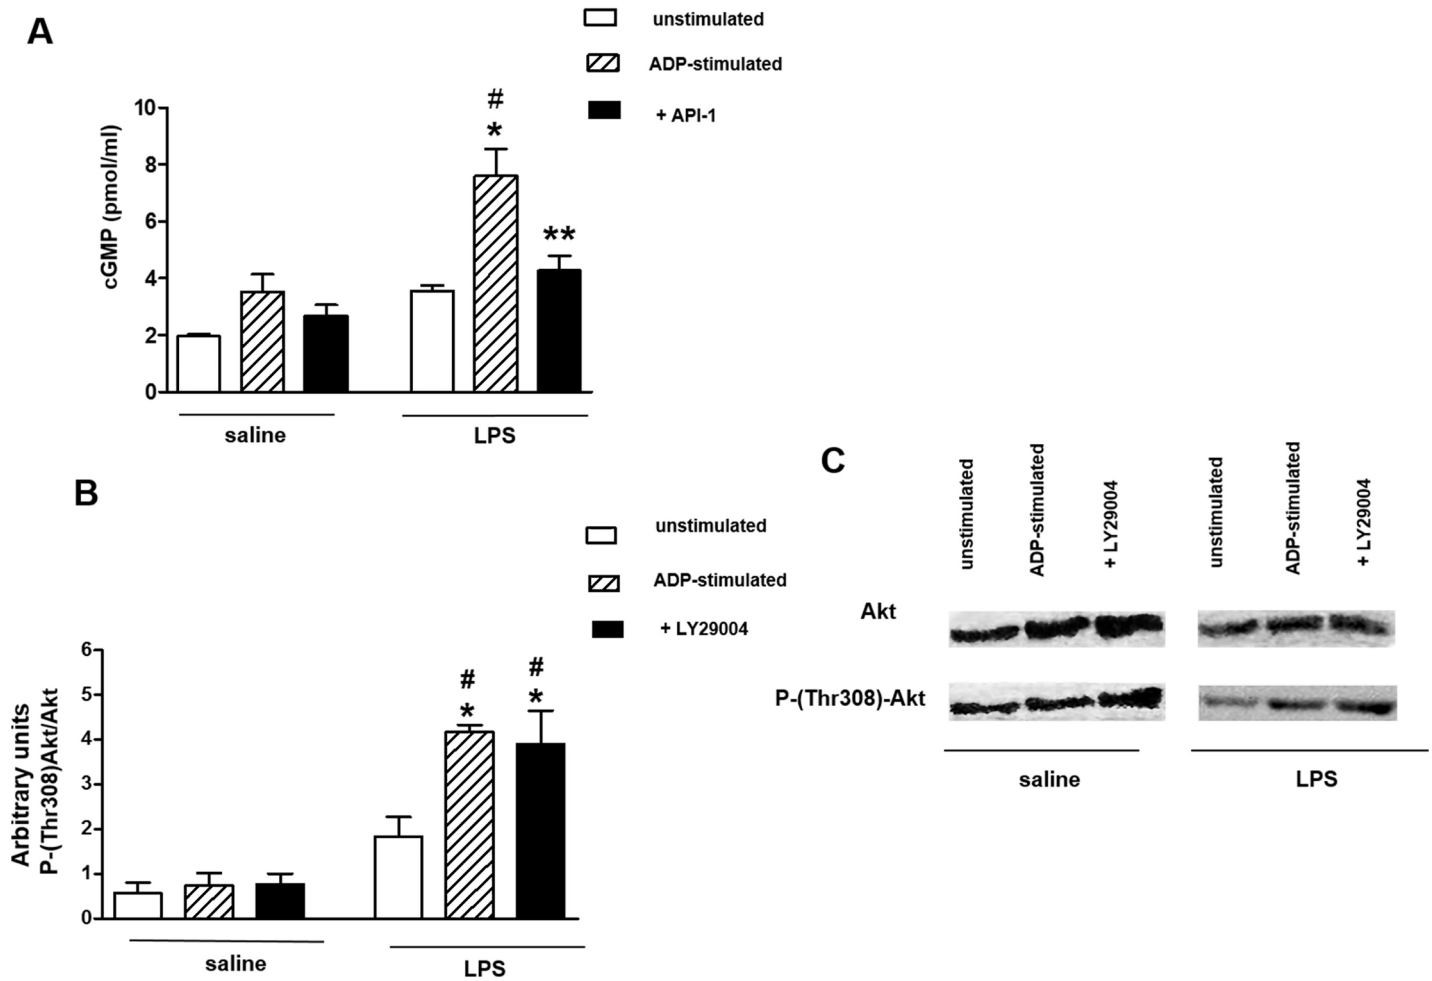 A
unstimulated
ADP-stimulated
+ API-1
#
*
**
cGMP (pmol/ml)
10
8
6
4
2
0
saline
LPS
B
unstimulated
ADP-stimulated
+ LY29004
#
*
#
*
Arbitrary units
P-(Thr308)Akt/Akt
6
5
4
3
2
1
0
saline
LPS
C
unstimulated
ADP-stimulated
+ LY29004
unstimulated
ADP-stimulated
+ LY29004
Akt
P-(Thr308)-Akt
saline
LPS